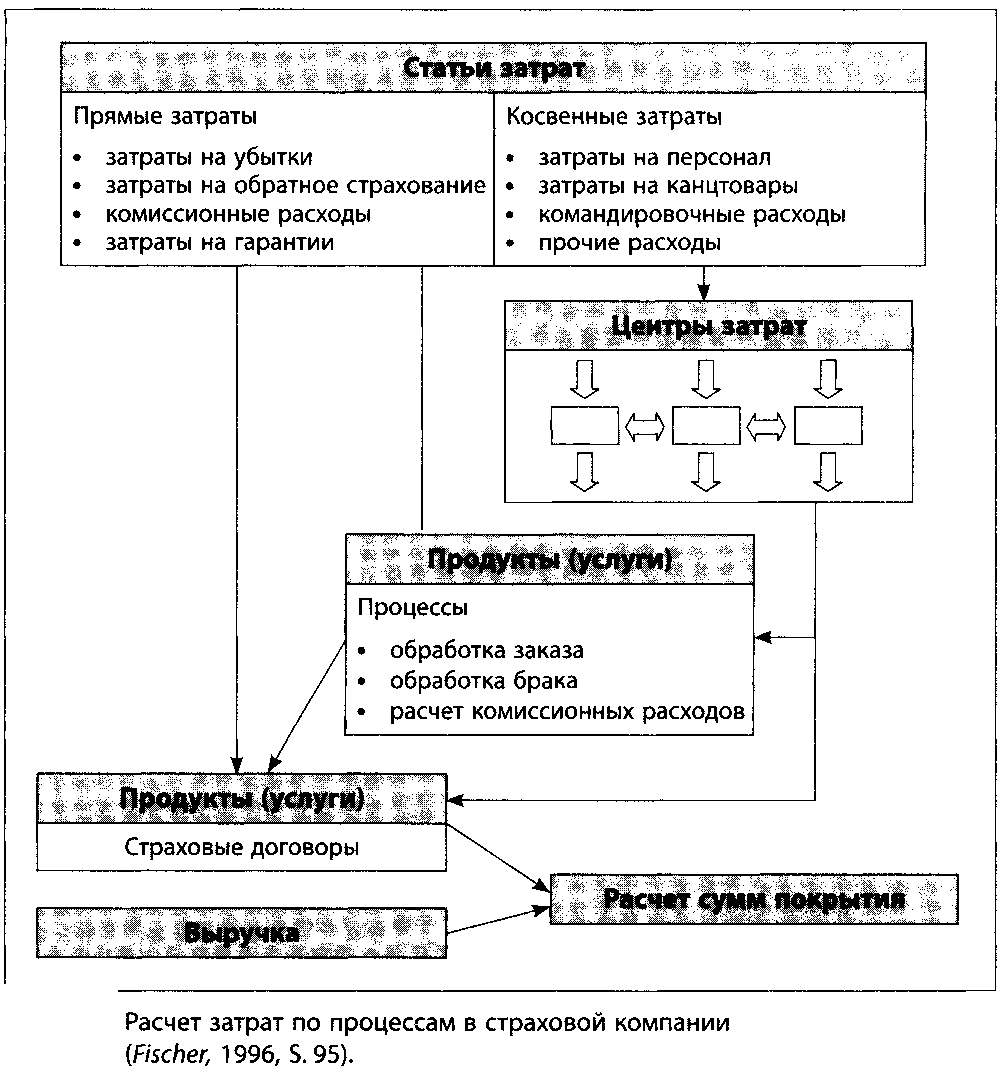 Статьи затрат
Прямые затраты
• затраты на убытки
• затраты на обратное страхование
• комиссионные расходы
• затраты на гарантии
Косвенные затраты
• затраты на персонал
• затраты на канцтовары
• командировочные расходы
• прочие расходы
Центры затрат
Продукты (услуги)
Процессы
• обработка заказа
• обработка брака
• расчет комиссионных расходов
Продукты (услуги)
Страховые договоры
Выручка
Расчет сумм покрытия
Расчет затрат по процессам в страховой компании
(Fischer, 1996, S. 95).